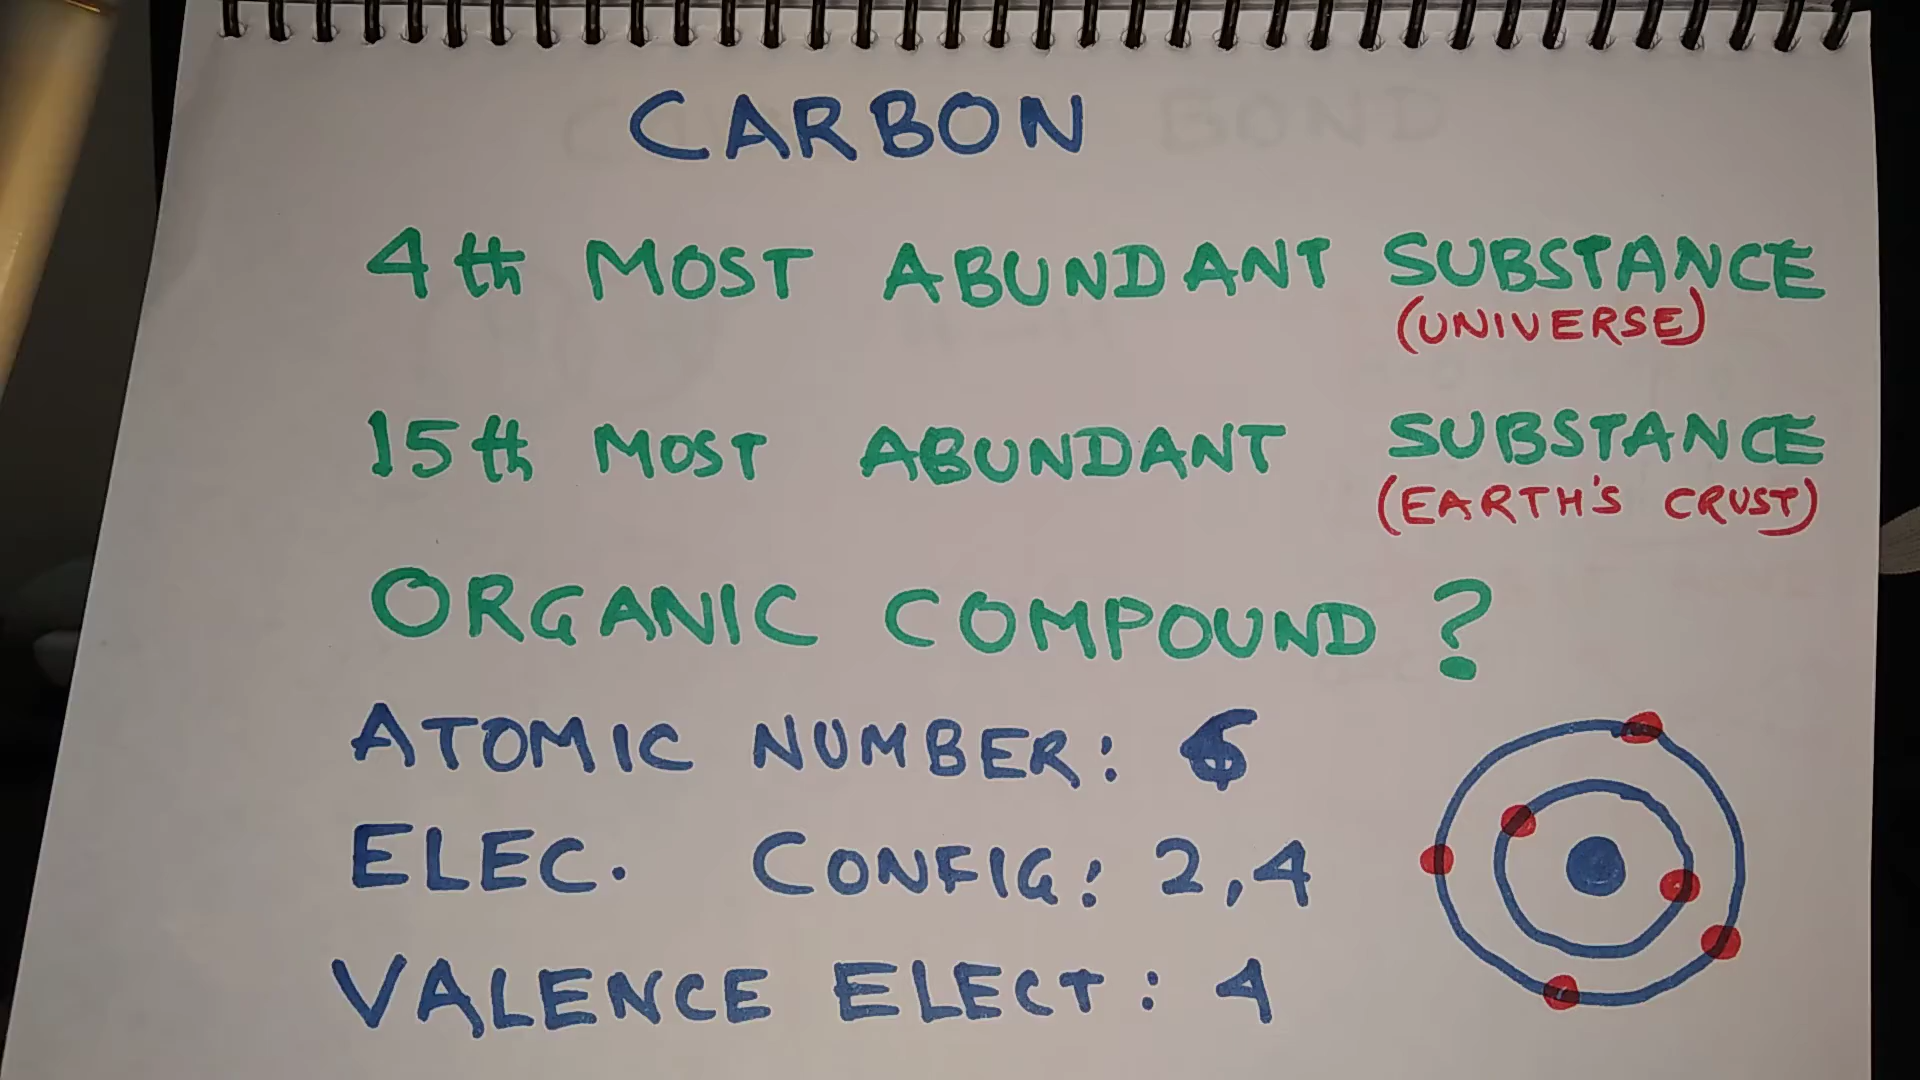 CARBON
4th MOST ABUNDANT SUBSTANCE
(UNIVERSE)
15th MOST ABUNDANT SUBSTANCE
(EARTH'S CRUST)
ORGANIC COMPOUND ?
ATOMIC NUMBER: 6
ELEC. CONFIG: 2,4
VALENCE ELECT: 4